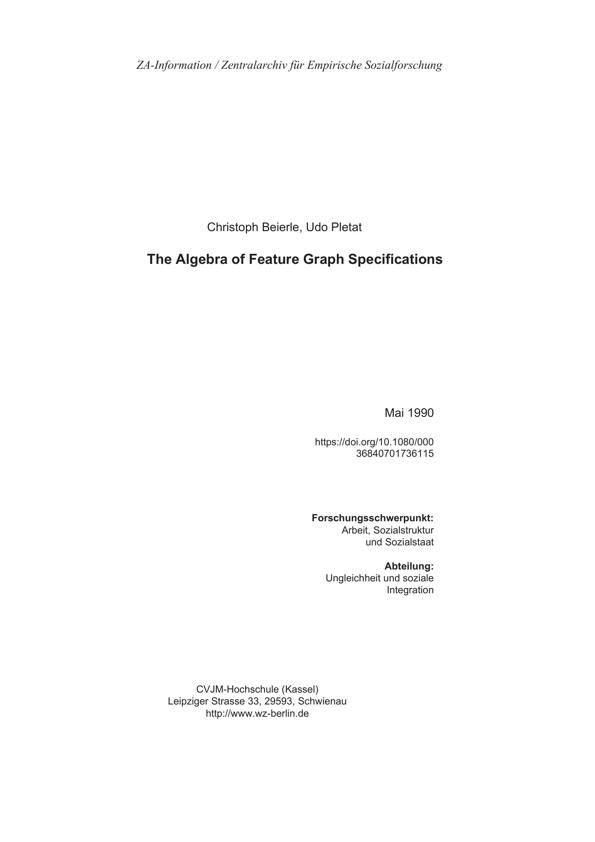 ZA-Information / Zentralarchiv für Empirische Sozialforschung
Christoph Beierle, Udo Pletat
The Algebra of Feature Graph Specifications
Mai 1990
https://doi.org/10.1080/000
36840701736115
Forschungsschwerpunkt:
Arbeit, Sozialstruktur
und Sozialstaat
Abteilung:
Ungleichheit und soziale
Integration
CVJM-Hochschule (Kassel)
Leipziger Strasse 33, 29593, Schwienau
http://www.wz-berlin.de